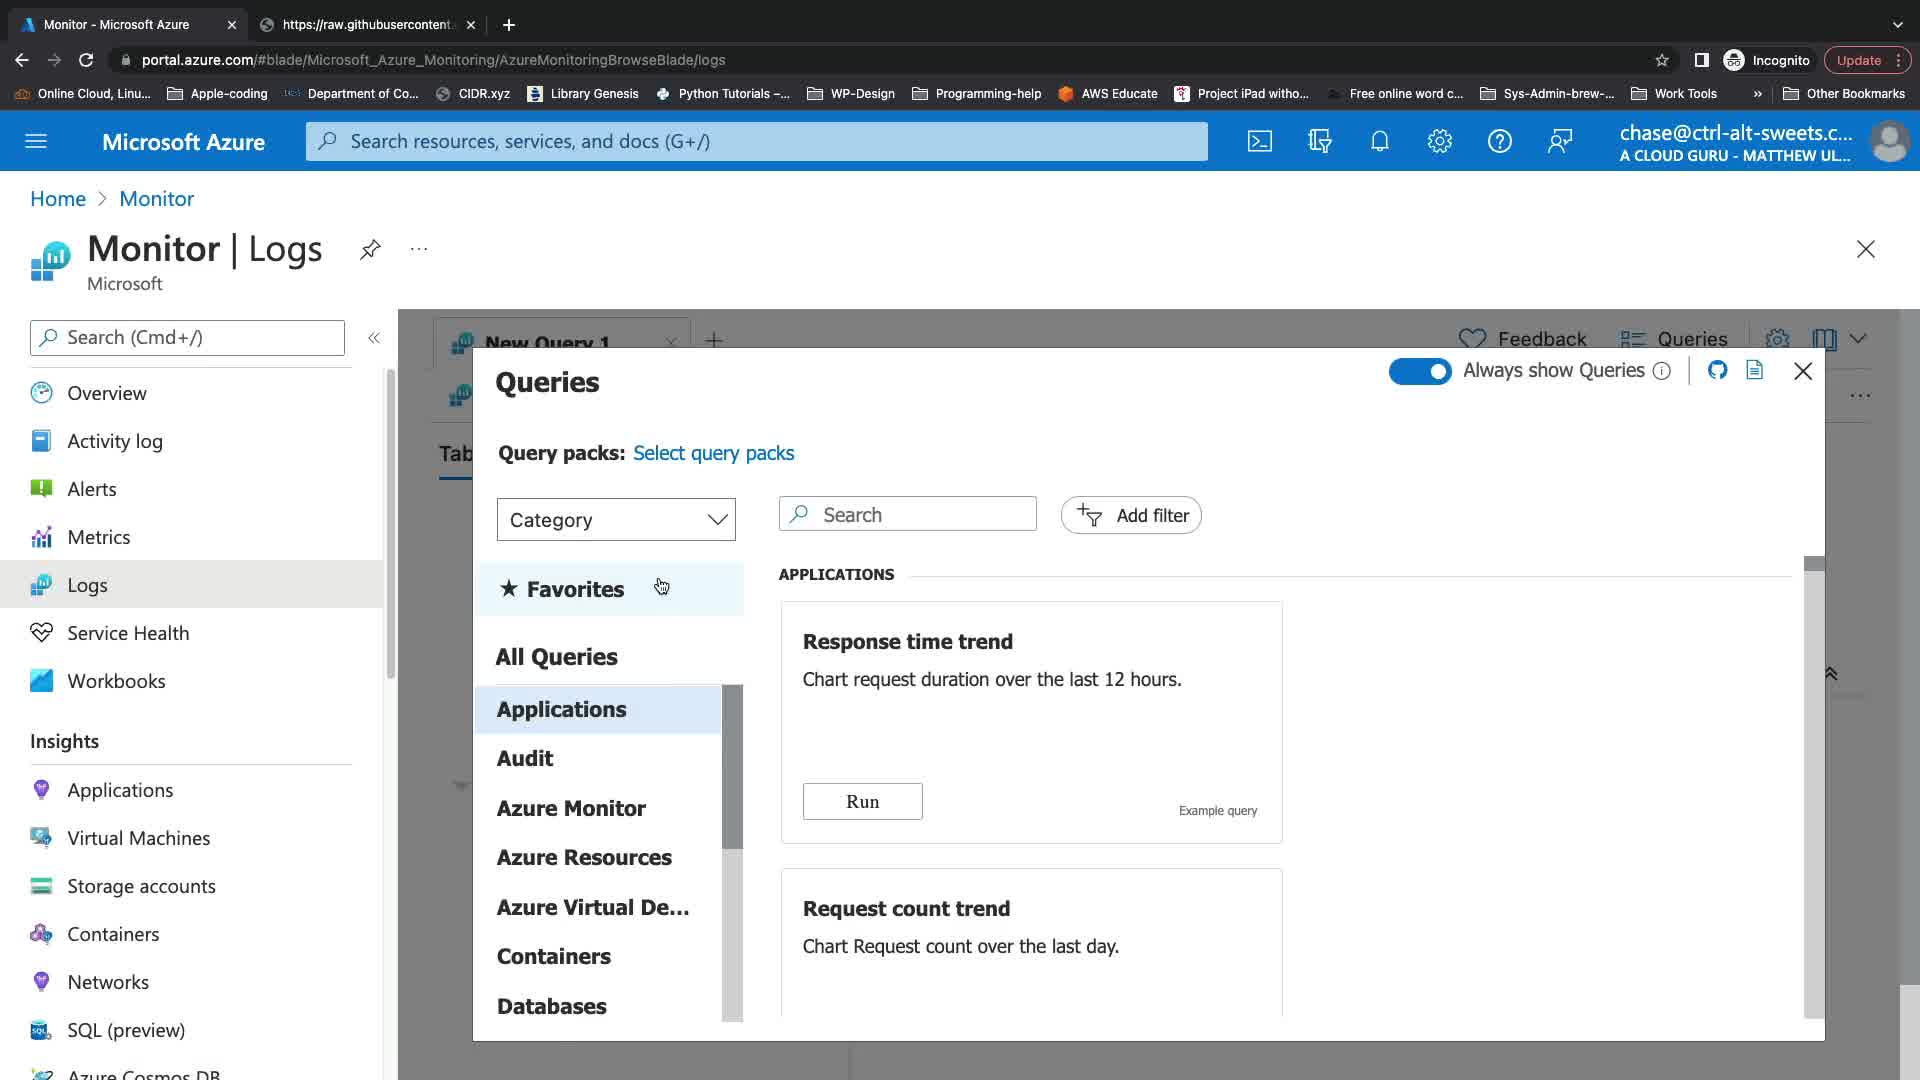 Monitor - Microsoft Azure
https://raw.githubusercontent
portal.azure.com/#blade/Microsoft_Azure_Monitoring/AzureMonitoringBrowseBlade/logs
Incognito
Update
Online Cloud, Linu...
Apple-coding
Department of Co...
CIDR.xyz
Library Genesis
Python Tutorials –...
WP-Design
Programming-help
AWS Educate
Project iPad witho...
Free online word c...
Sys-Admin-brew-...
Work Tools
»
Other Bookmarks
Microsoft Azure
Search resources, services, and docs (G+/)
chase@ctrl-alt-sweets.c...
A CLOUD GURU - MATTHEW UL...
Home > Monitor
Monitor | Logs
...
Microsoft
Search (Cmd+/)
«
Overview
Activity log
Alerts
Metrics
Logs
Service Health
Workbooks
Insights
Applications
Virtual Machines
Storage accounts
Containers
Networks
SQL (preview)
Azure Cosmos DB
New Query 1
Feedback
Queries
Tab
Queries
Always show Queries
Query packs: Select query packs
Category
Search
Add filter
★ Favorites
All Queries
Applications
Audit
Azure Monitor
Azure Resources
Azure Virtual De...
Containers
Databases
APPLICATIONS
Response time trend
Chart request duration over the last 12 hours.
Run
Example query
Request count trend
Chart Request count over the last day.